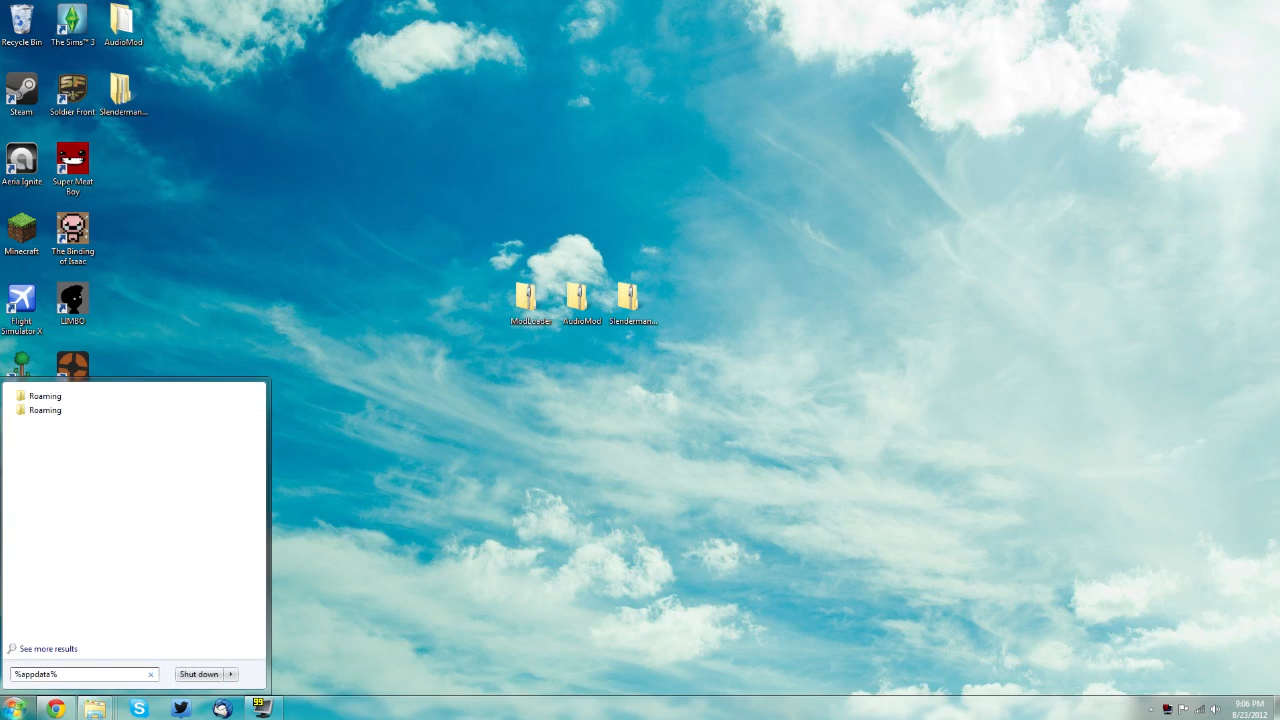 Recycle Bin
The Sims™ 3
AudioMod
Steam
Soldier Front
Slenderman...
Aeria Ignite
Super Meat
Boy
Minecraft
The Binding
of Isaac
Flight
Simulator X
LIMBO
ModLoader
AudioMod
Slenderman...
Roaming
Roaming
See more results
%appdata%
Shut down
99
9:06 PM
8/23/2012